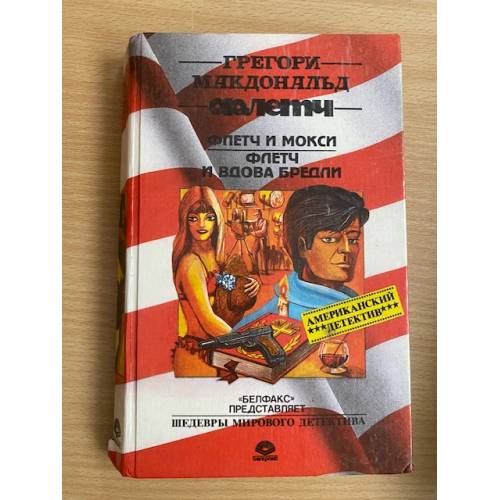 ГРЕГОРИ
МАКДОНАЛЬД
ФЛЕТЧ
ФЛЕТЧ И МОКСИ
ФЛЕТЧ
И ВДОВА БРЕДЛИ
АМЕРИКАНСКИЙ
***ДЕТЕКТИВ***
«БЕЛФАКС»
ПРЕДСТАВЛЯЕТ
ШЕДЕВРЫ МИРОВОГО ДЕТЕКТИВА